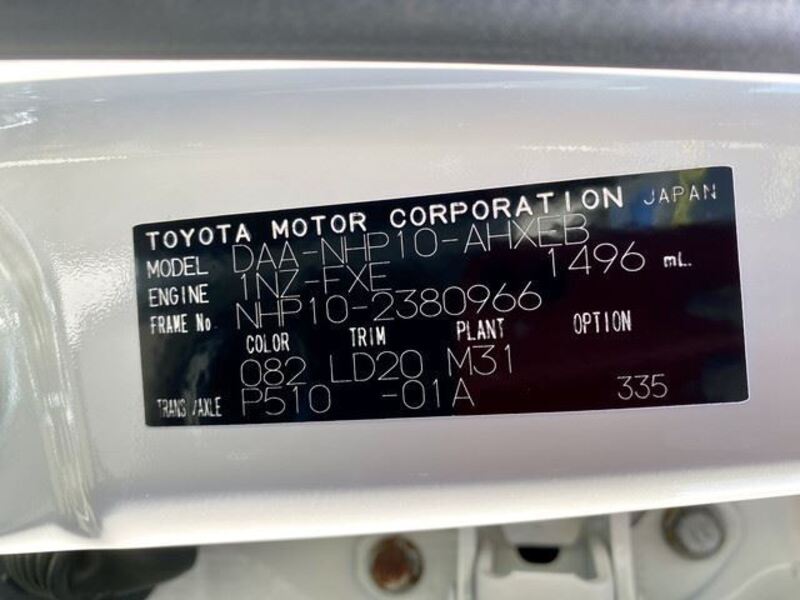 TOYOTA MOTOR CORPORATION JAPAN
MODEL DAA-NHP10-AHXEB
ENGINE 1NZ-FXE 1496 mL.
FRAME No. NHP10-2380966
COLOR TRIM PLANT OPTION
082 LD20 M31
TRANS/AXLE P510 -01A 335